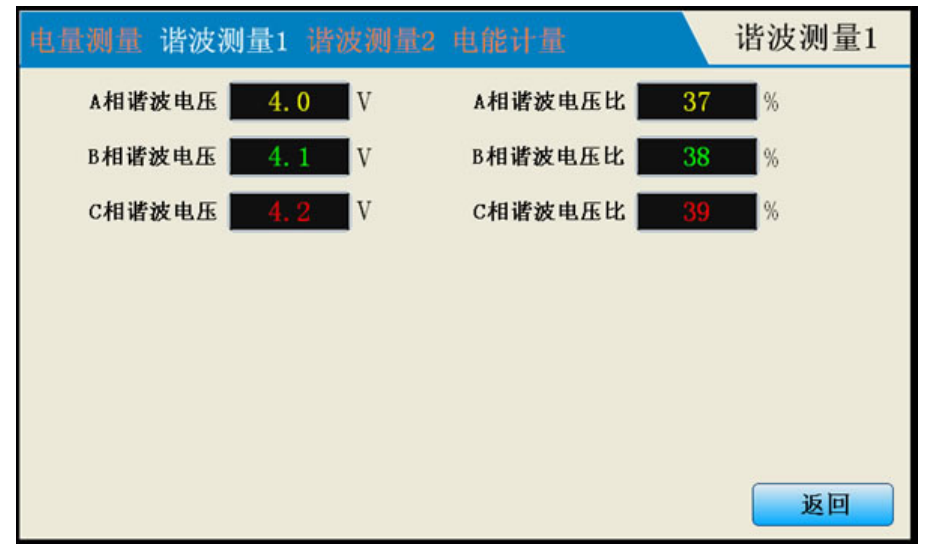 电量测量 谐波测量1 谐波测量2 电能计量 谐波测量1
A相谐波电压 4.0 V A相谐波电压比 37 %
B相谐波电压 4.1 V B相谐波电压比 38 %
C相谐波电压 4.2 V C相谐波电压比 39 %
返回